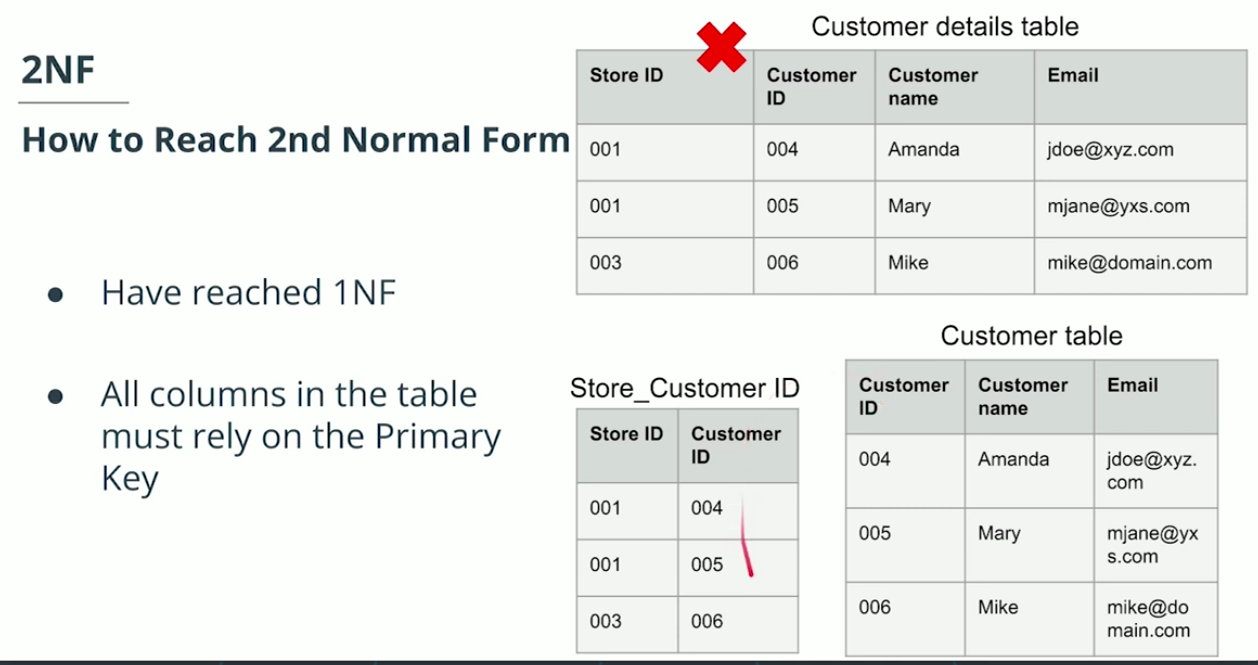 2NF
How to Reach 2nd Normal Form
● Have reached 1NF
● All columns in the table
must rely on the Primary
Key
Customer details table
Store ID Customer ID Customer name Email
001 004 Amanda jdoe@xyz.com
001 005 Mary mjane@yxs.com
003 006 Mike mike@domain.com
Store_Customer ID
Store ID Customer ID
001 004
001 005
003 006
Customer table
Customer ID Customer name Email
004 Amanda jdoe@xyz.
com
005 Mary mjane@yx
s.com
006 Mike mike@do
main.com